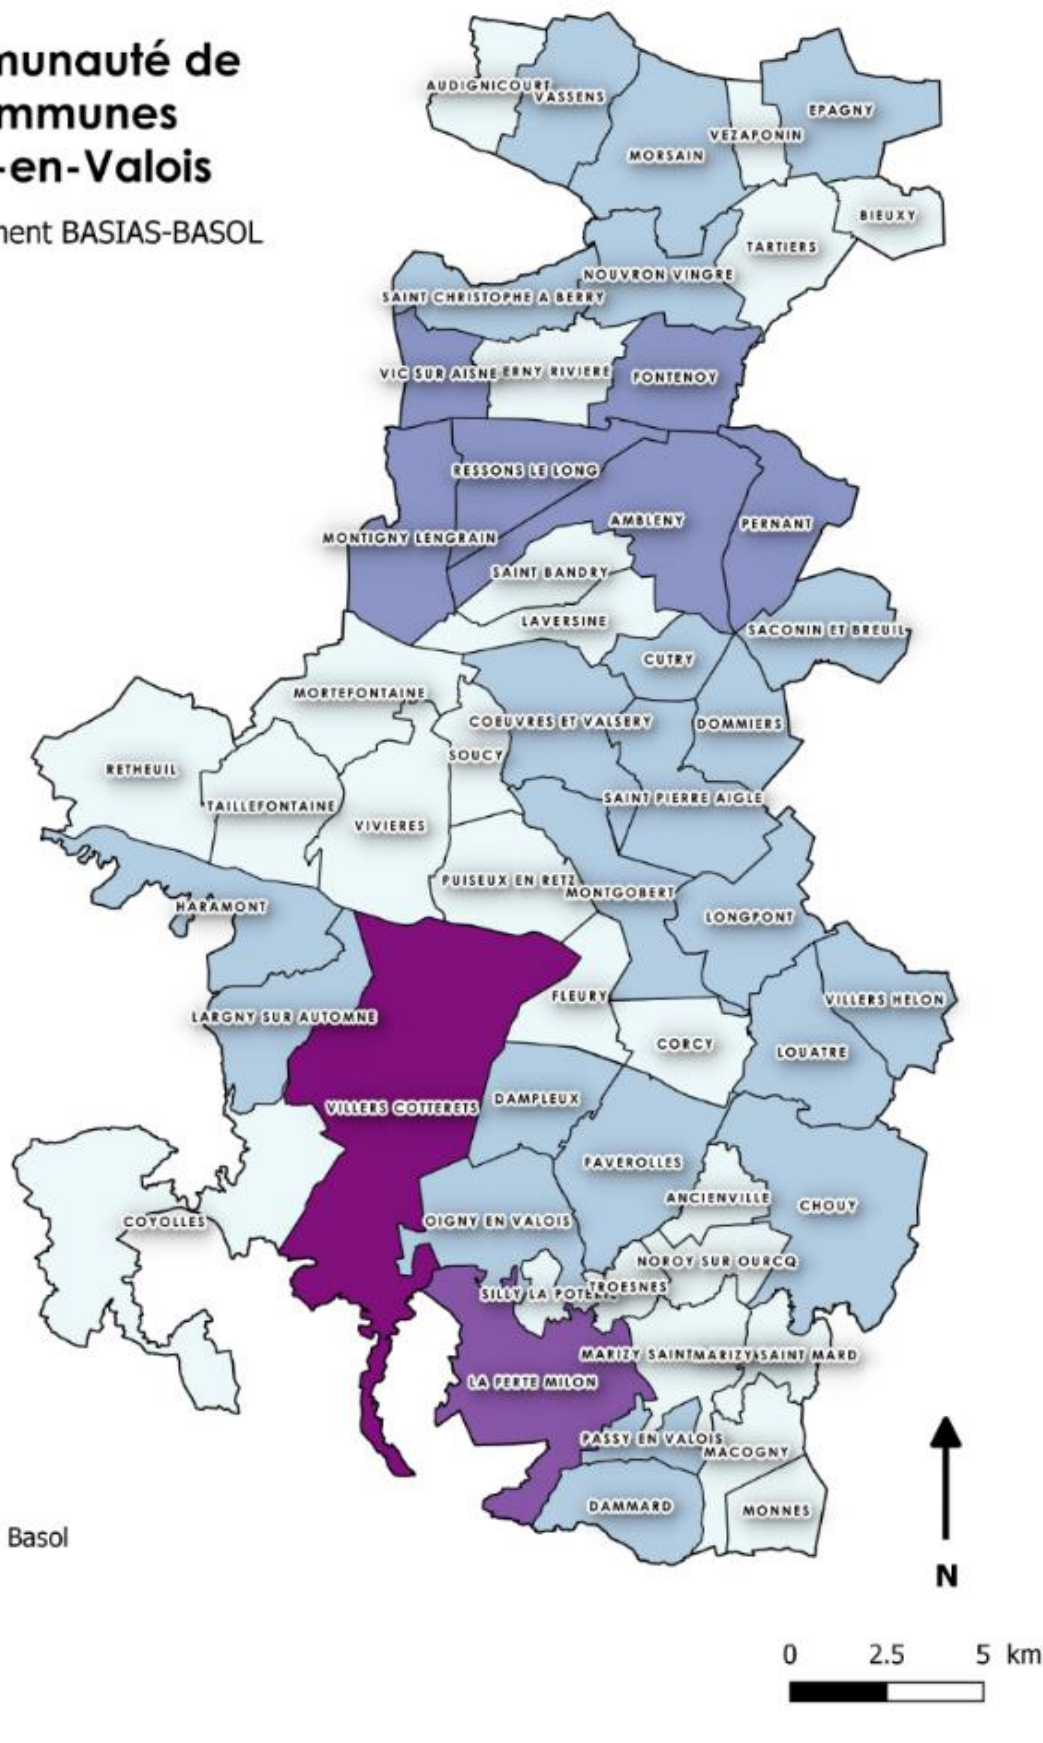 munauté de
mmunes
-en-Valois
nent BASIAS-BASOL
AUDIGNICOURT
VASSENS
EPAGNY
VEZAPONIN
MORSAIN
BIEUXY
TARTIERS
NOUVRON VINGRE
SAINT CHRISTOPHE A BERRY
VIC SUR AISNE
ERNY RIVIERE
FONTENOY
RESSONS LE LONG
AMBLENY
PERNANT
MONTIGNY LENGRAIN
SAINT BANDRY
LAVERSINE
SACONIN ET BREUIL
CUTRY
MORTEFONTAINE
COEUVRES ET VALSERY
DOMMIERS
SOUCY
RETHEUIL
TAILLEFONTAINE
SAINT PIERRE AIGLE
VIVIERES
PUISEUX EN RETZ
MONTGOBERT
HARAMONT
LONGPONT
FLEURY
VILLERS HELON
LARGNY SUR AUTOMNE
CORCY
LOUATRE
DAMPLEUX
VILLERS COTTERETS
FAVEROLLES
ANCIENVILLE
CHOUY
COYOLLES
OIGNY EN VALOIS
NOROY SUR OURCQ
TROESNES
SILLY LA POTE
MARIZY SAINT
MARIZY SAINT MARD
LA FERTE MILON
PASSY EN VALOIS
MACOGNY
DAMMARD
MONNES
Basol
N
0 2.5 5 km